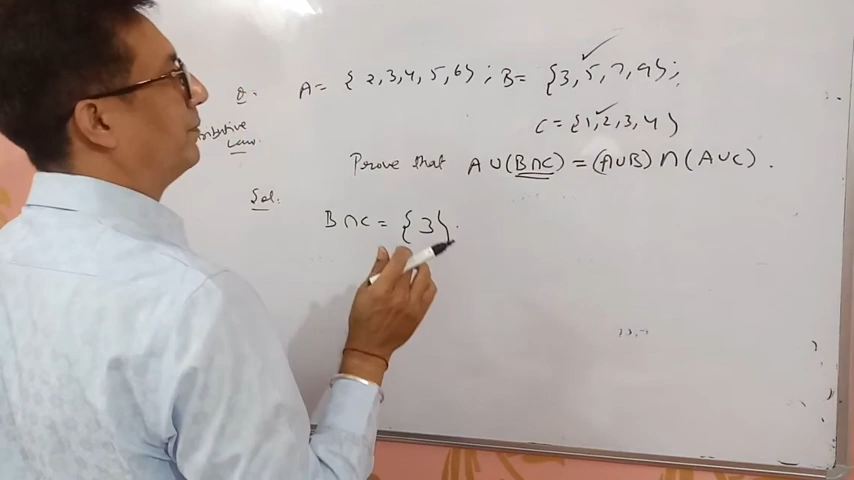 Q. A = {2,3,4,5,6}; B = {3,5,7,9};
Law.
C = {1,2,3,4}
Prove that A∪(B∩C) = (A∪B)∩(A∪C).
Sol.
B∩C = {3}.